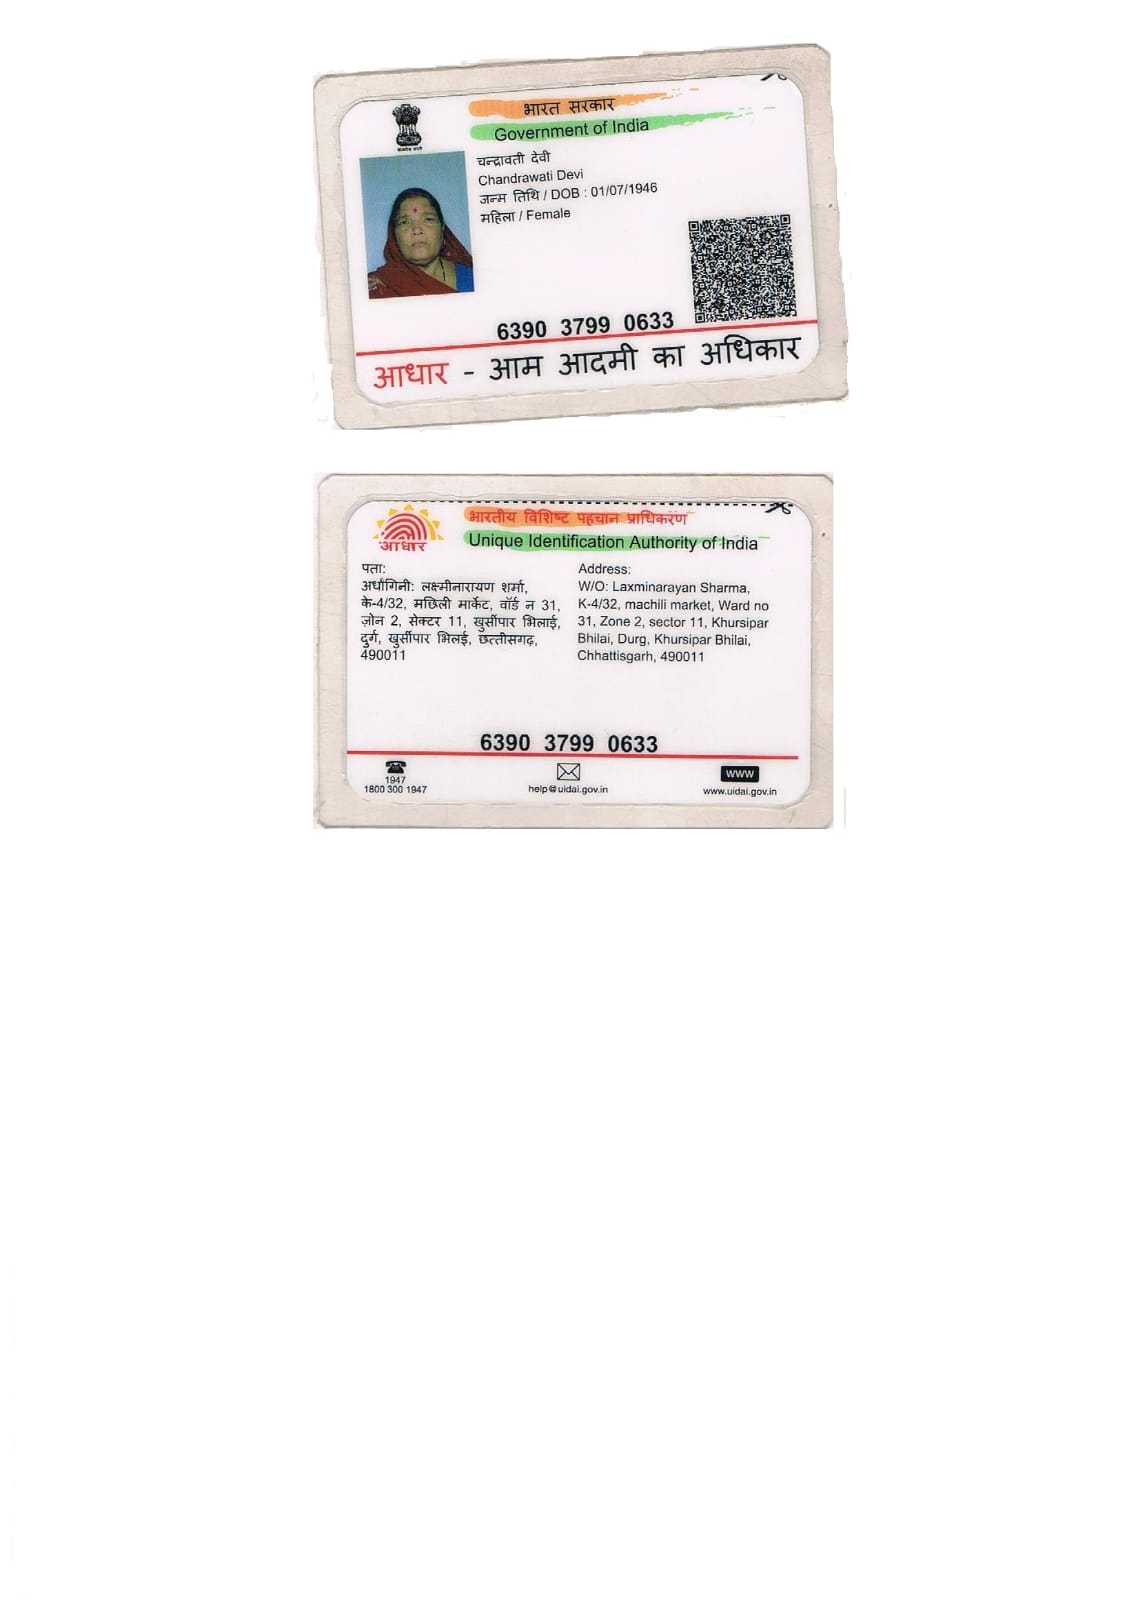 भारत सरकार
Government of India
चन्द्रावती देवी
Chandrawati Devi
जन्म तिथि / DOB : 01/07/1946
महिला / Female
6390 3799 0633
आधार - आम आदमी का अधिकार
भारतीय विशिष्ट पहचान प्राधिकरण
Unique Identification Authority of India
आधार
पता:
अर्धांगिनी: लक्ष्मीनारायण शर्मा,
के-4/32, मछिली मार्केट, वॉर्ड न 31,
ज़ोन 2, सेक्टर 11, खुर्सीपार भिलाई,
दुर्ग, खुर्सीपार भिलई, छत्तीसगढ़,
490011
Address:
W/O: Laxminarayan Sharma,
K-4/32, machili market, Ward no
31, Zone 2, sector 11, Khursipar
Bhilai, Durg, Khursipar Bhilai,
Chhattisgarh, 490011
6390 3799 0633
1947
1800 300 1947
help@uidai.gov.in
www
www.uidai.gov.in